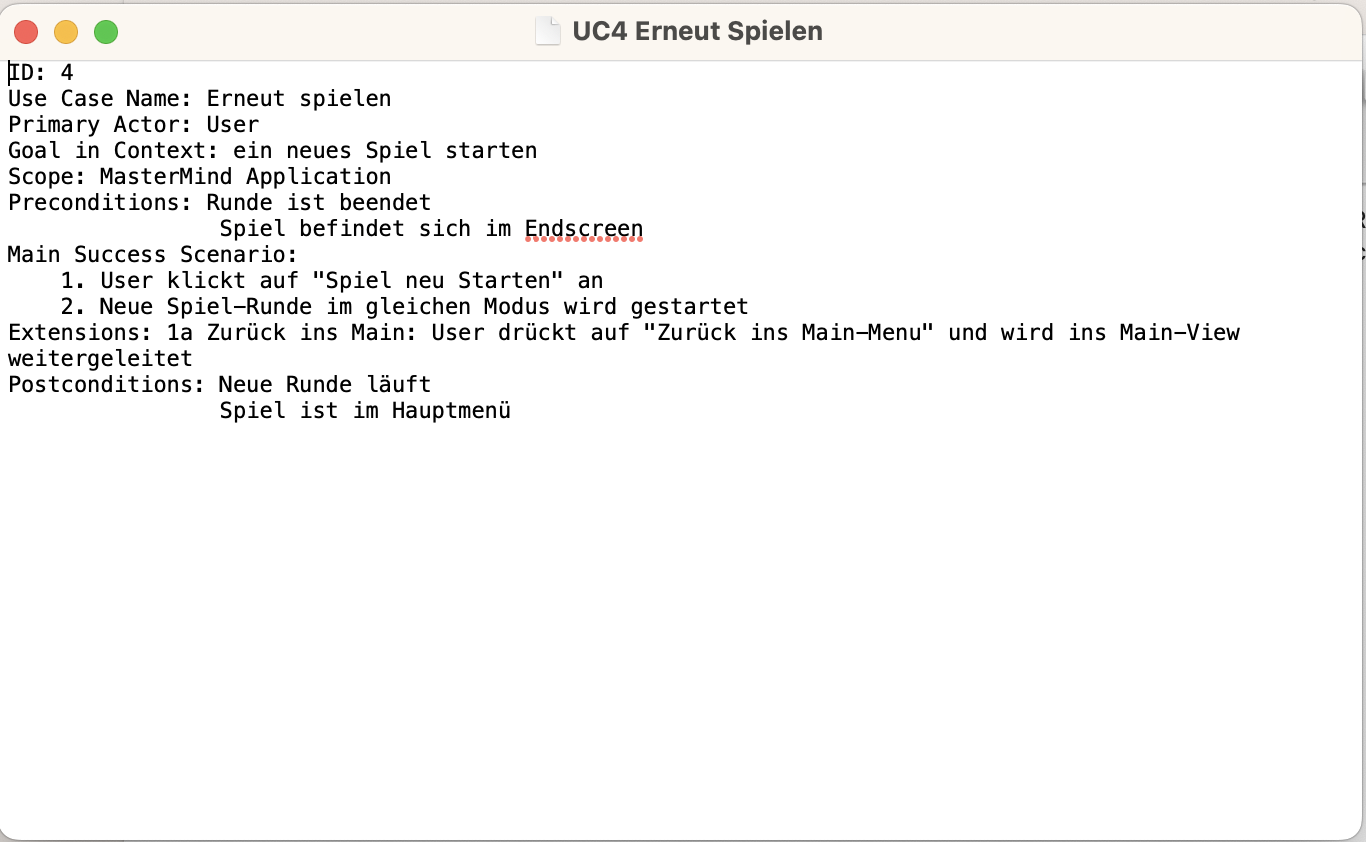 UC4 Erneut Spielen
ID: 4
Use Case Name: Erneut spielen
Primary Actor: User
Goal in Context: ein neues Spiel starten
Scope: MasterMind Application
Preconditions: Runde ist beendet
Spiel befindet sich im Endscreen
Main Success Scenario:
1. User klickt auf "Spiel neu Starten" an
2. Neue Spiel-Runde im gleichen Modus wird gestartet
Extensions: 1a Zurück ins Main: User drückt auf "Zurück ins Main-Menu" und wird ins Main-View
weitergeleitet
Postconditions: Neue Runde läuft
Spiel ist im Hauptmenü